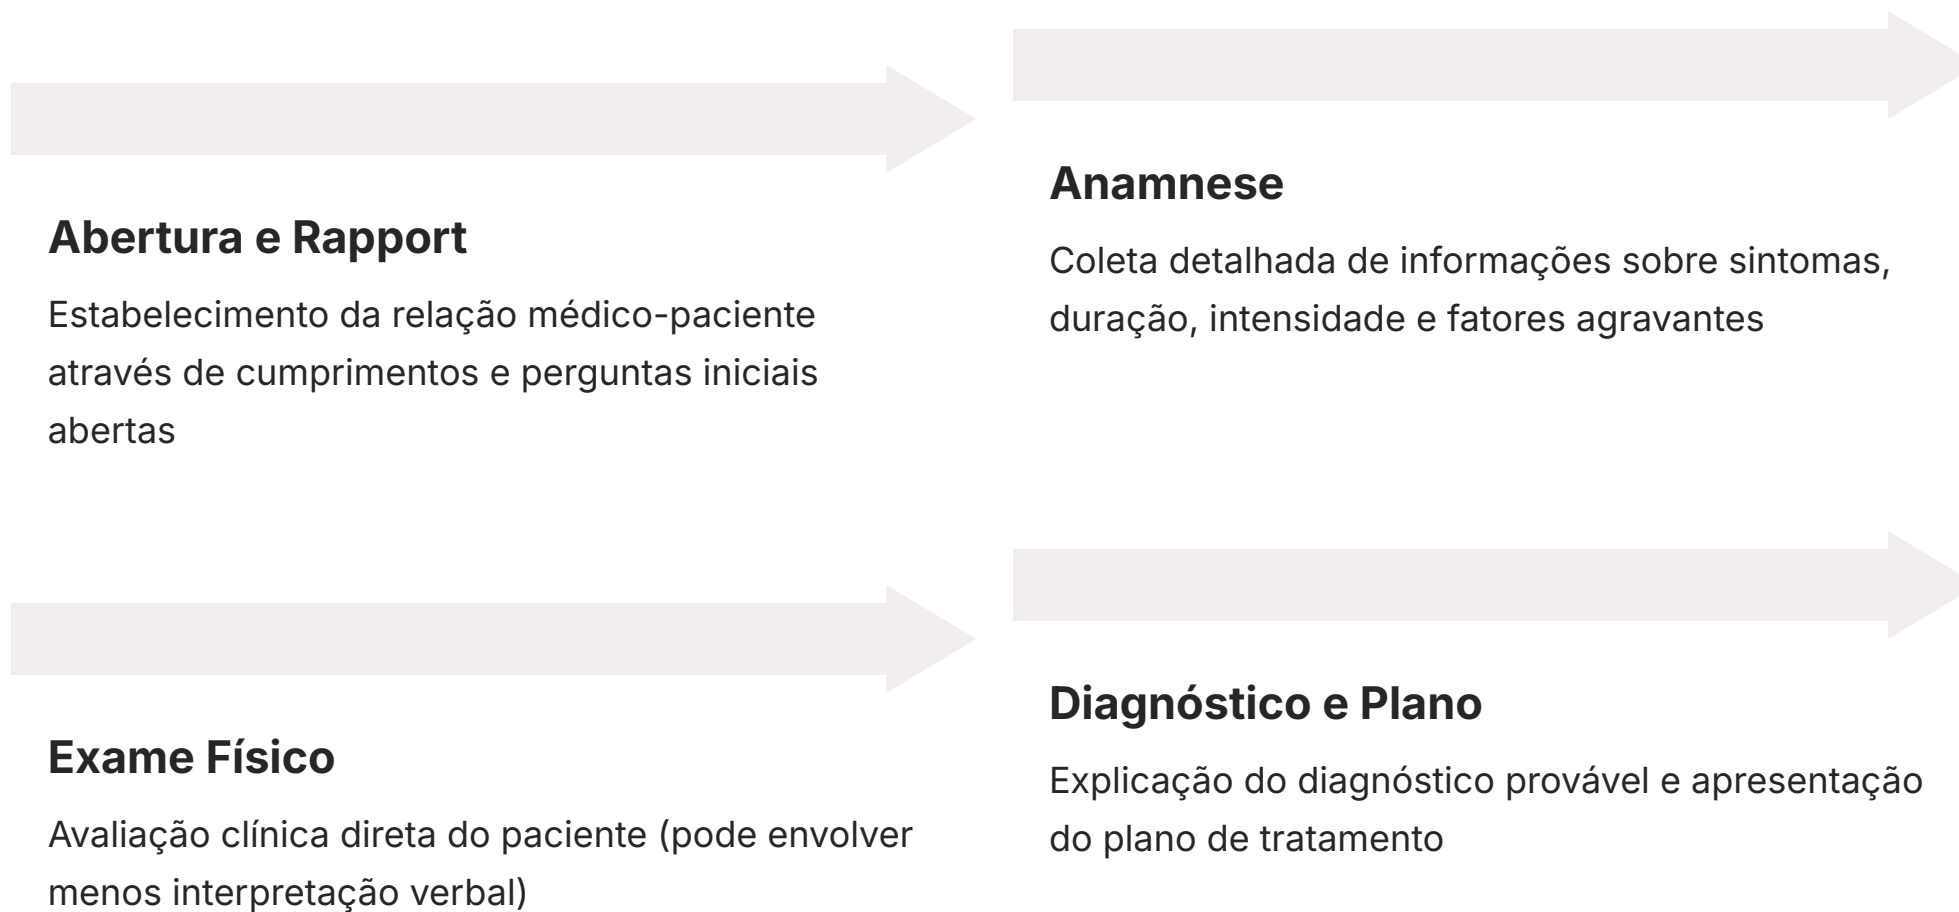 Abertura e Rapport
Estabelecimento da relação médico-paciente
através de cumprimentos e perguntas iniciais
abertas
Anamnese
Coleta detalhada de informações sobre sintomas,
duração, intensidade e fatores agravantes
Exame Físico
Avaliação clínica direta do paciente (pode envolver
menos interpretação verbal)
Diagnóstico e Plano
Explicação do diagnóstico provável e apresentação
do plano de tratamento